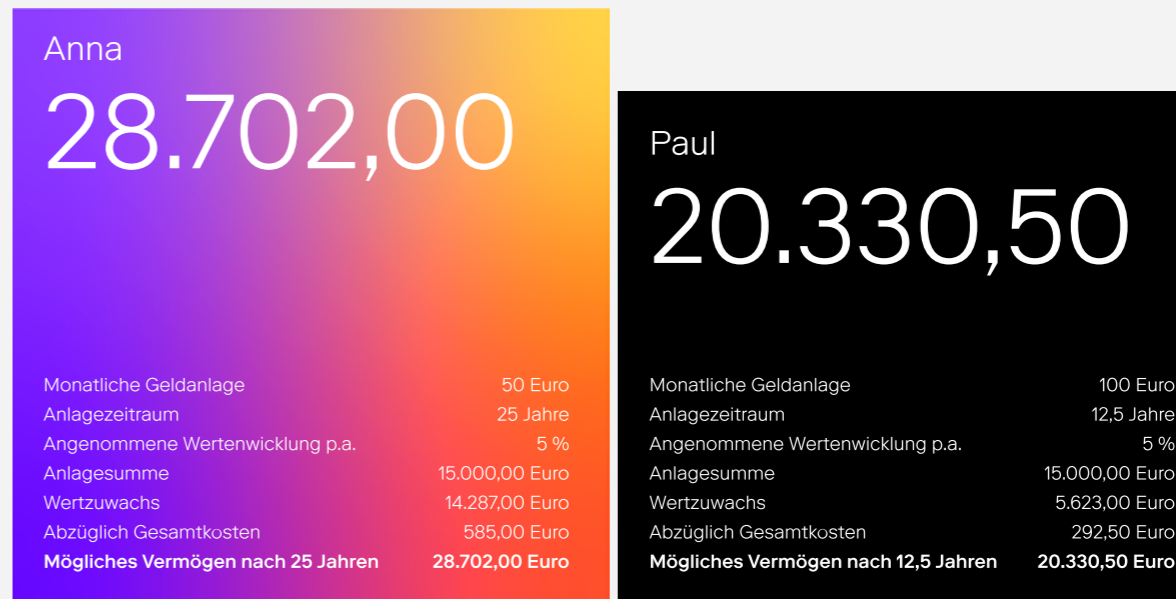 Anna
28.702,00
Monatliche Geldanlage 50 Euro
Anlagezeitraum 25 Jahre
Angenommene Wertenwicklung p.a. 5 %
Anlagesumme 15.000,00 Euro
Wertzuwachs 14.287,00 Euro
Abzüglich Gesamtkosten 585,00 Euro
Mögliches Vermögen nach 25 Jahren 28.702,00 Euro
Paul
20.330,50
Monatliche Geldanlage 100 Euro
Anlagezeitraum 12,5 Jahre
Angenommene Wertenwicklung p.a. 5 %
Anlagesumme 15.000,00 Euro
Wertzuwachs 5.623,00 Euro
Abzüglich Gesamtkosten 292,50 Euro
Mögliches Vermögen nach 12,5 Jahren 20.330,50 Euro